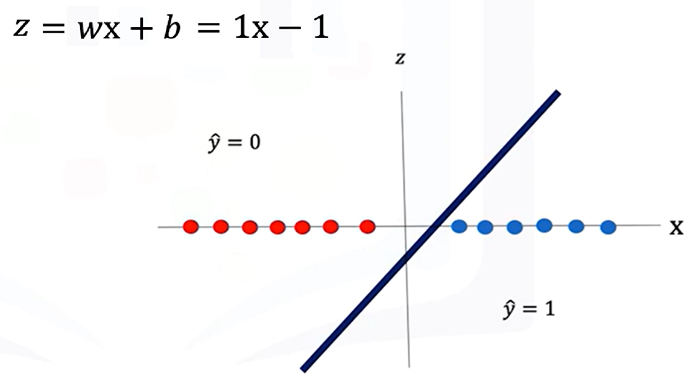 z = wx + b = 1x − 1
z
ŷ = 0
x
ŷ = 1